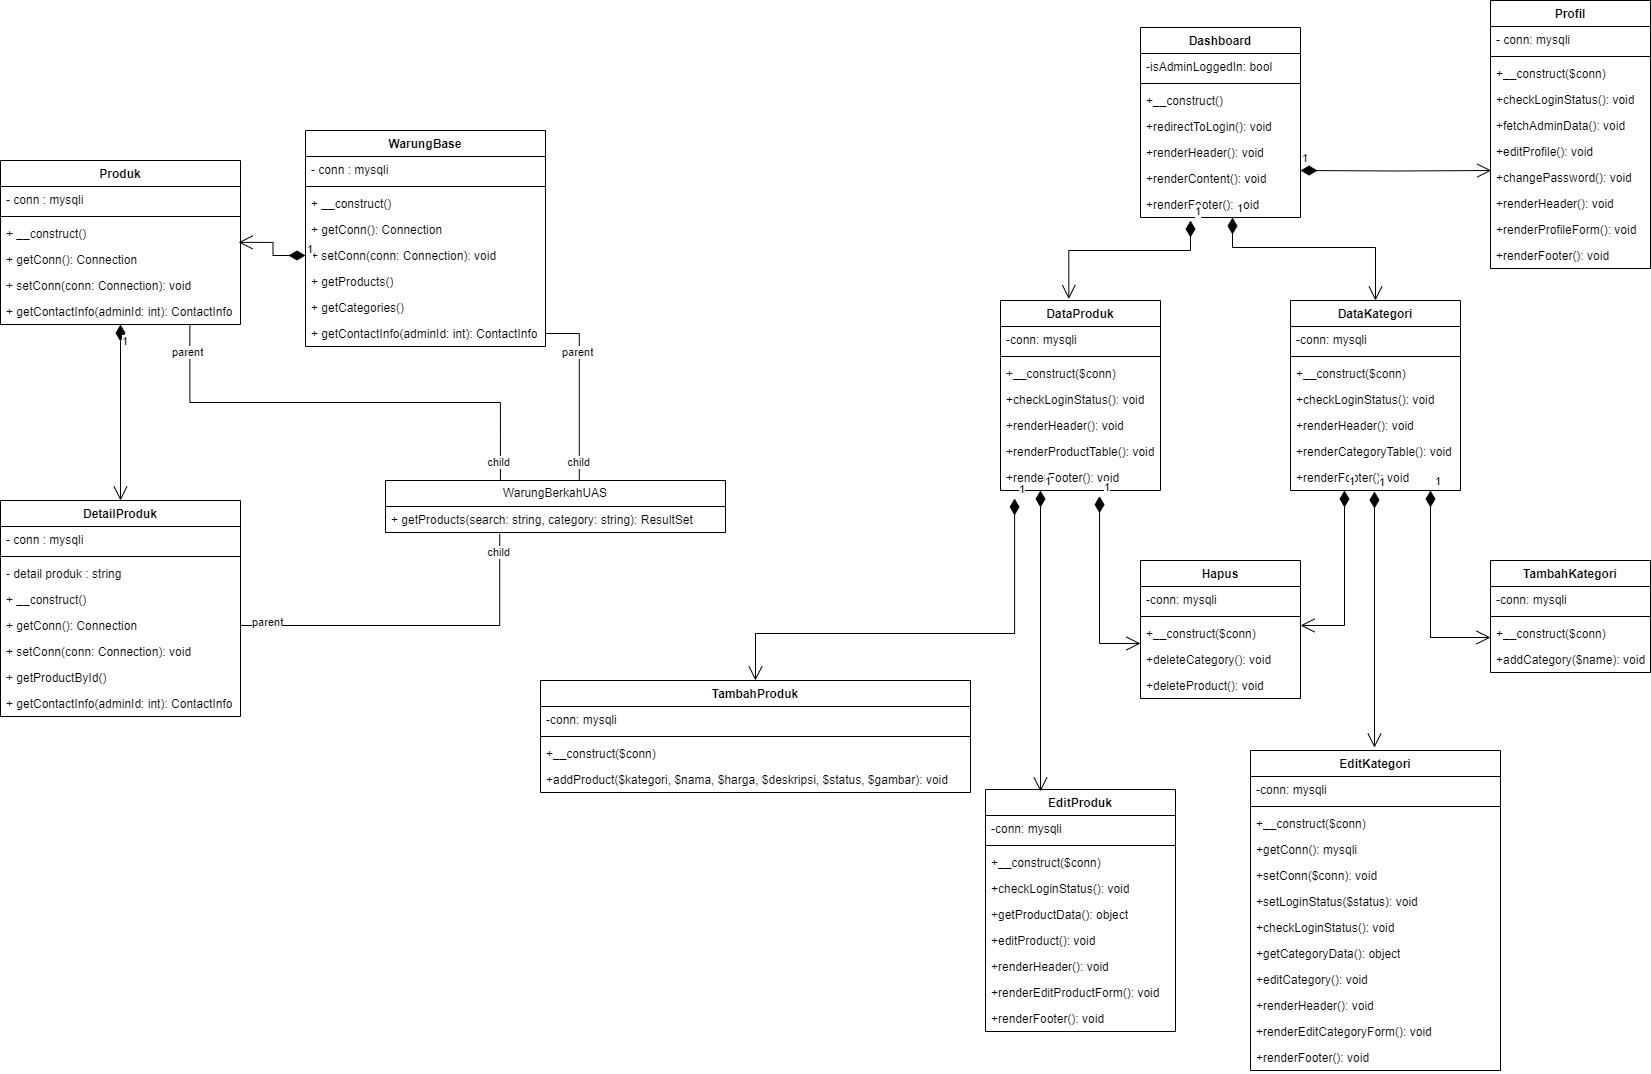 Produk
- conn : mysqli
+ __construct()
+ getConn(): Connection
+ setConn(conn: Connection): void
+ getContactInfo(adminId: int): ContactInfo
1
parent
WarungBase
- conn : mysqli
+ __construct()
+ getConn(): Connection
+ setConn(conn: Connection): void
+ getProducts()
+ getCategories()
+ getContactInfo(adminId: int): ContactInfo
1
parent
child
child
WarungBerkahUAS
+ getProducts(search: string, category: string): ResultSet
child
parent
DetailProduk
- conn : mysqli
- detail produk : string
+ __construct()
+ getConn(): Connection
+ setConn(conn: Connection): void
+ getProductById()
+ getContactInfo(adminId: int): ContactInfo
Dashboard
-isAdminLoggedIn: bool
+__construct()
+redirectToLogin(): void
+renderHeader(): void
+renderContent(): void
+renderFooter(): void
1
1
1
Profil
- conn: mysqli
+__construct($conn)
+checkLoginStatus(): void
+fetchAdminData(): void
+editProfile(): void
+changePassword(): void
+renderHeader(): void
+renderProfileForm(): void
+renderFooter(): void
DataProduk
-conn: mysqli
+__construct($conn)
+checkLoginStatus(): void
+renderHeader(): void
+renderProductTable(): void
+renderFooter(): void
1
1
1
DataKategori
-conn: mysqli
+__construct($conn)
+checkLoginStatus(): void
+renderHeader(): void
+renderCategoryTable(): void
+renderFooter(): void
1
1
1
Hapus
-conn: mysqli
+__construct($conn)
+deleteCategory(): void
+deleteProduct(): void
TambahKategori
-conn: mysqli
+__construct($conn)
+addCategory($name): void
TambahProduk
-conn: mysqli
+__construct($conn)
+addProduct($kategori, $nama, $harga, $deskripsi, $status, $gambar): void
EditProduk
-conn: mysqli
+__construct($conn)
+checkLoginStatus(): void
+getProductData(): object
+editProduct(): void
+renderHeader(): void
+renderEditProductForm(): void
+renderFooter(): void
EditKategori
-conn: mysqli
+__construct($conn)
+getConn(): mysqli
+setConn($conn): void
+setLoginStatus($status): void
+checkLoginStatus(): void
+getCategoryData(): object
+editCategory(): void
+renderHeader(): void
+renderEditCategoryForm(): void
+renderFooter(): void